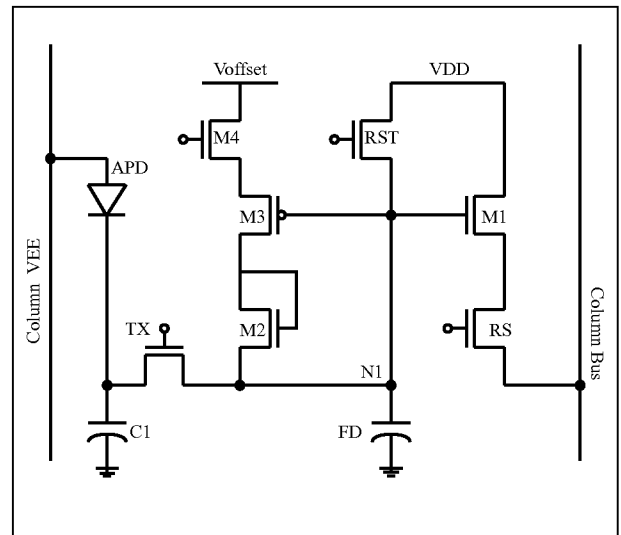 Voffset
VDD
M4
RST
APD
M3
M1
Column VEE
TX
M2
RS
Column Bus
N1
C1
FD